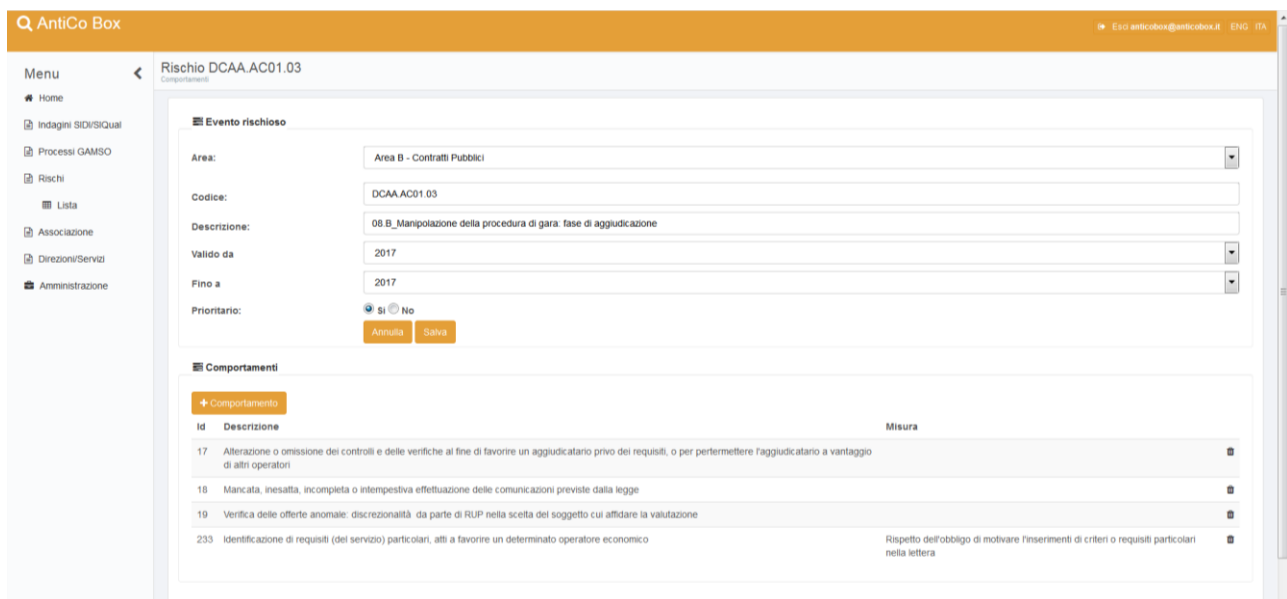 AntiCo Box
Esci anticobox@anticobox.it ENG ITA
Menu
Home
Indagini SIDI/SIQual
Processi GAMSO
Rischi
Lista
Associazione
Direzioni/Servizi
Amministrazione
Rischio DCAA.AC01.03
Comportamenti
Evento rischioso
Area: Area B - Contratti Pubblici
Codice: DCAA.AC01.03
Descrizione: 08.B_Manipolazione della procedura di gara: fase di aggiudicazione
Valido da 2017
Fino a 2017
Prioritario: Si No
Annulla Salva
Comportamenti
+ Comportamento
Id Descrizione Misura
17 Alterazione o omissione dei controlli e delle verifiche al fine di favorire un aggiudicatario privo dei requisiti, o per pertermettere l'aggiudicatario a vantaggio
di altri operatori
18 Mancata, inesatta, incompleta o intempestiva effettuazione delle comunicazioni previste dalla legge
19 Verifica delle offerte anomale: discrezionalità da parte di RUP nella scelta del soggetto cui affidare la valutazione
233 Identificazione di requisiti (del servizio) particolari, atti a favorire un determinato operatore economico Rispetto dell'obbligo di motivare l'inserimenti di criteri o requisiti particolari
nella lettera